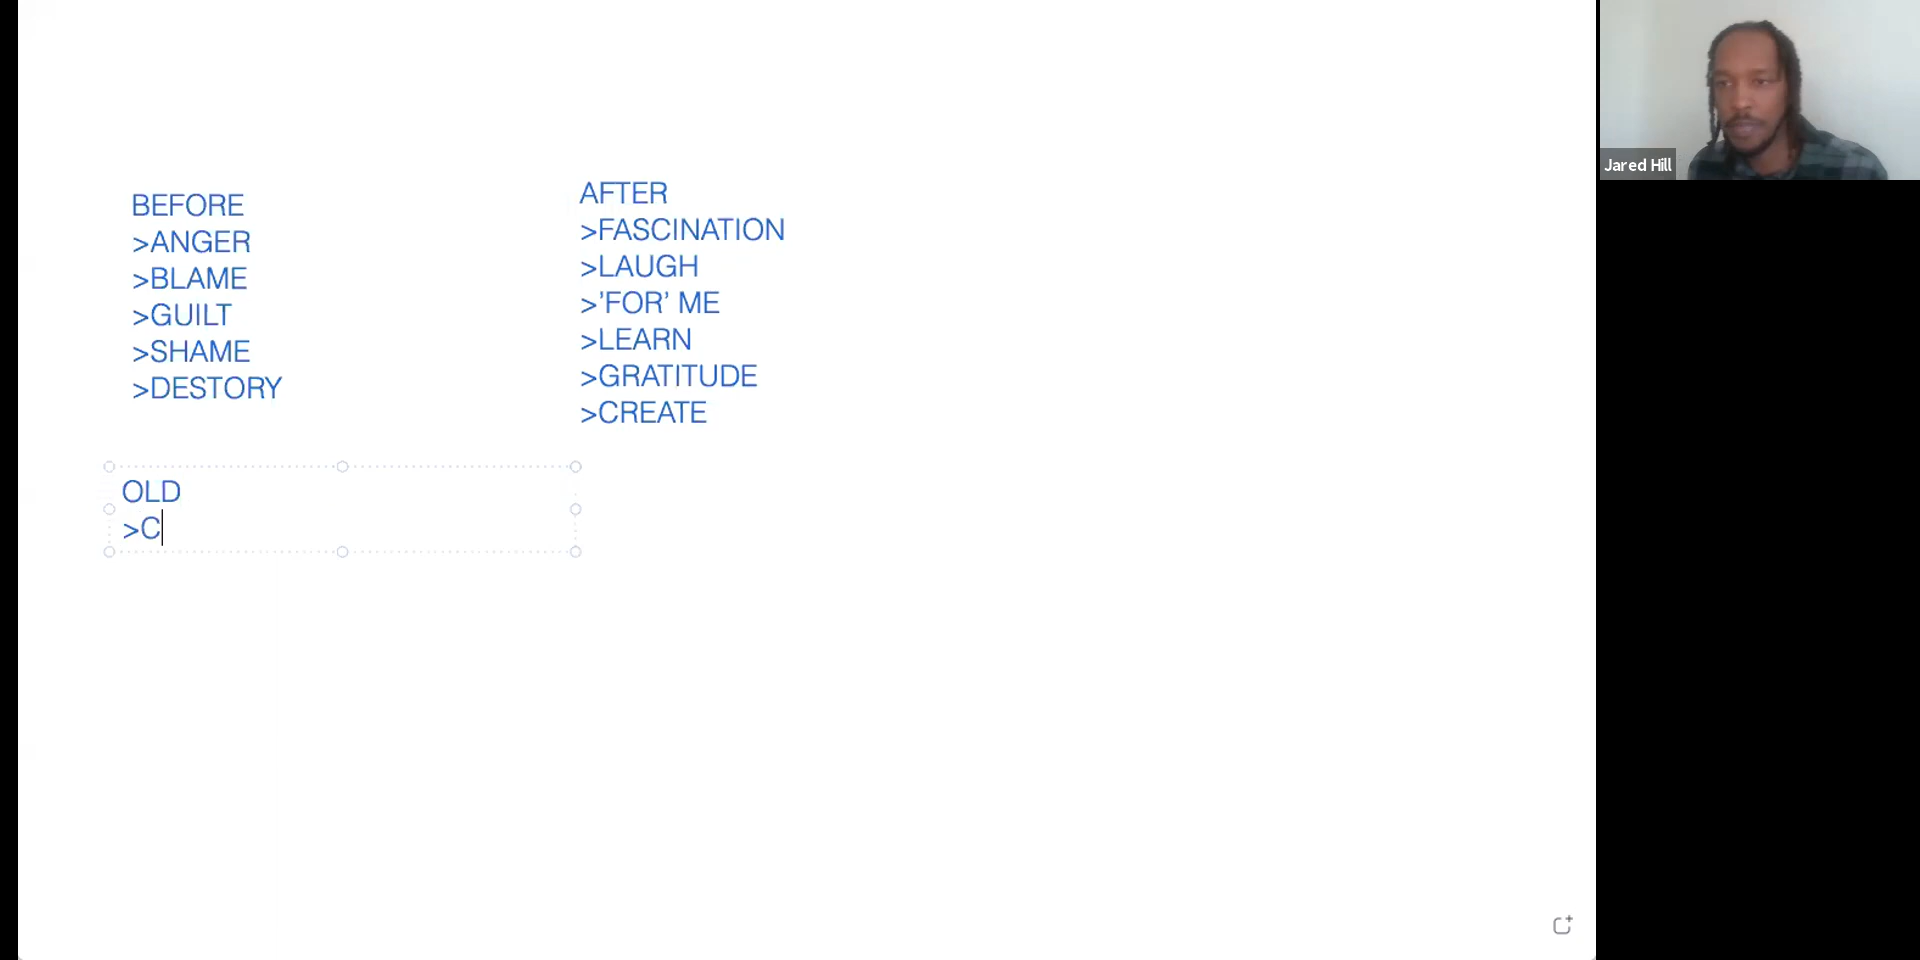 BEFORE
>ANGER
>BLAME
>GUILT
>SHAME
>DESTORY
AFTER
>FASCINATION
>LAUGH
>’FOR’ ME
>LEARN
>GRATITUDE
>CREATE
OLD
>C
Jared Hill